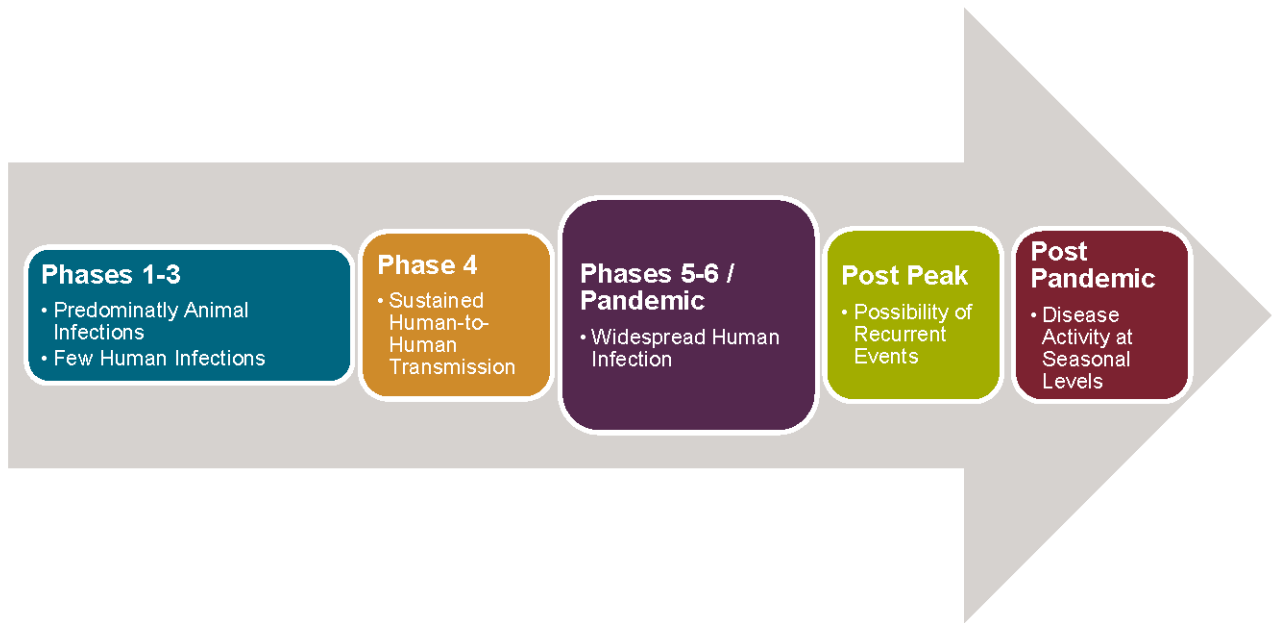 Phases 1-3
• Predominatly Animal
Infections
• Few Human Infections
Phase 4
• Sustained
Human-to-
Human
Transmission
Phases 5-6 /
Pandemic
• Widespread Human
Infection
Post Peak
• Possibility of
Recurrent
Events
Post
Pandemic
• Disease
Activity at
Seasonal
Levels